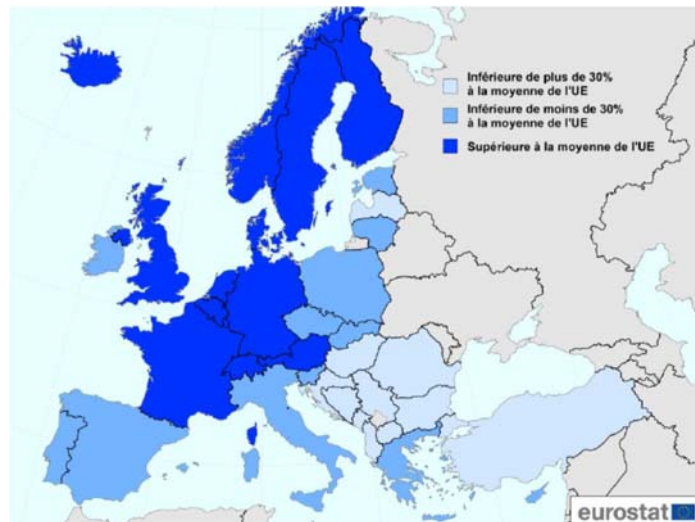 Inférieure de plus de 30%
à la moyenne de l'UE
Inférieure de moins de 30%
à la moyenne de l'UE
Supérieure à la moyenne de l'UE
eurostat